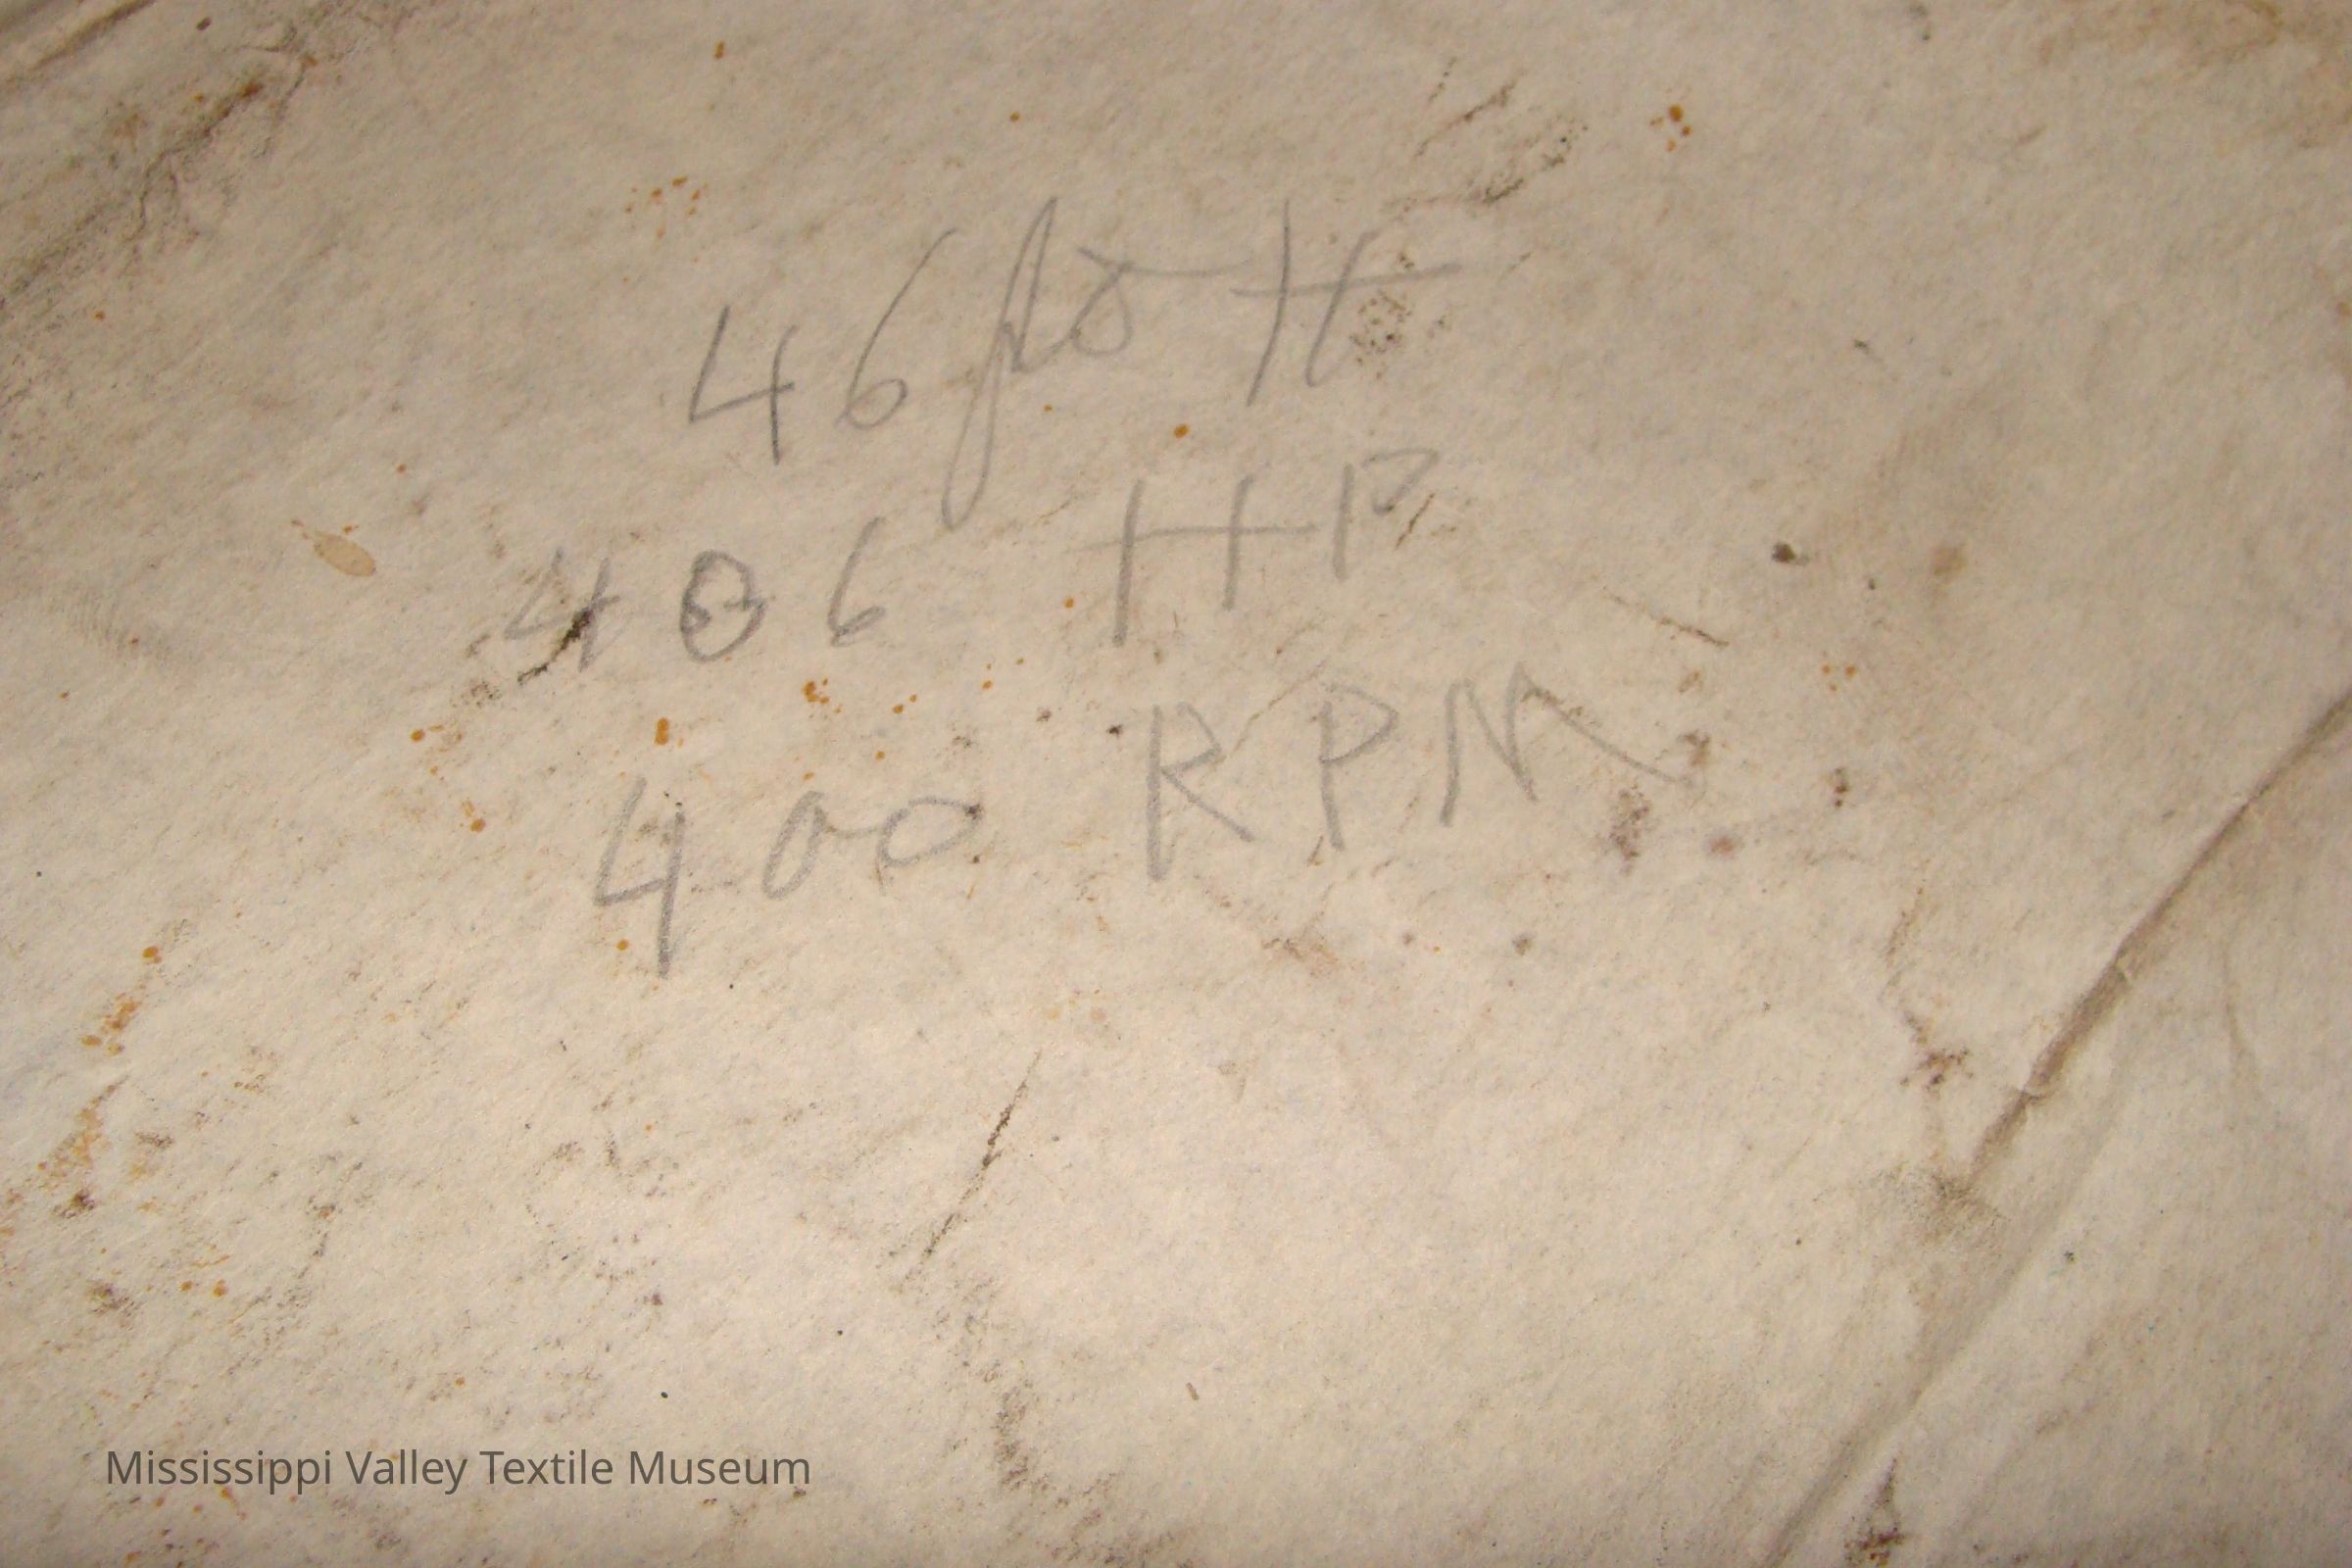 46 ft H
406 HP
400 RPM
Mississippi Valley Textile Museum